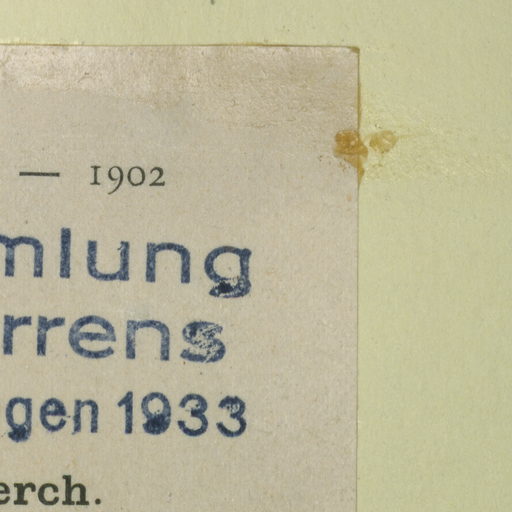 — 1902
mlung
rrens
gen 1933
erch.